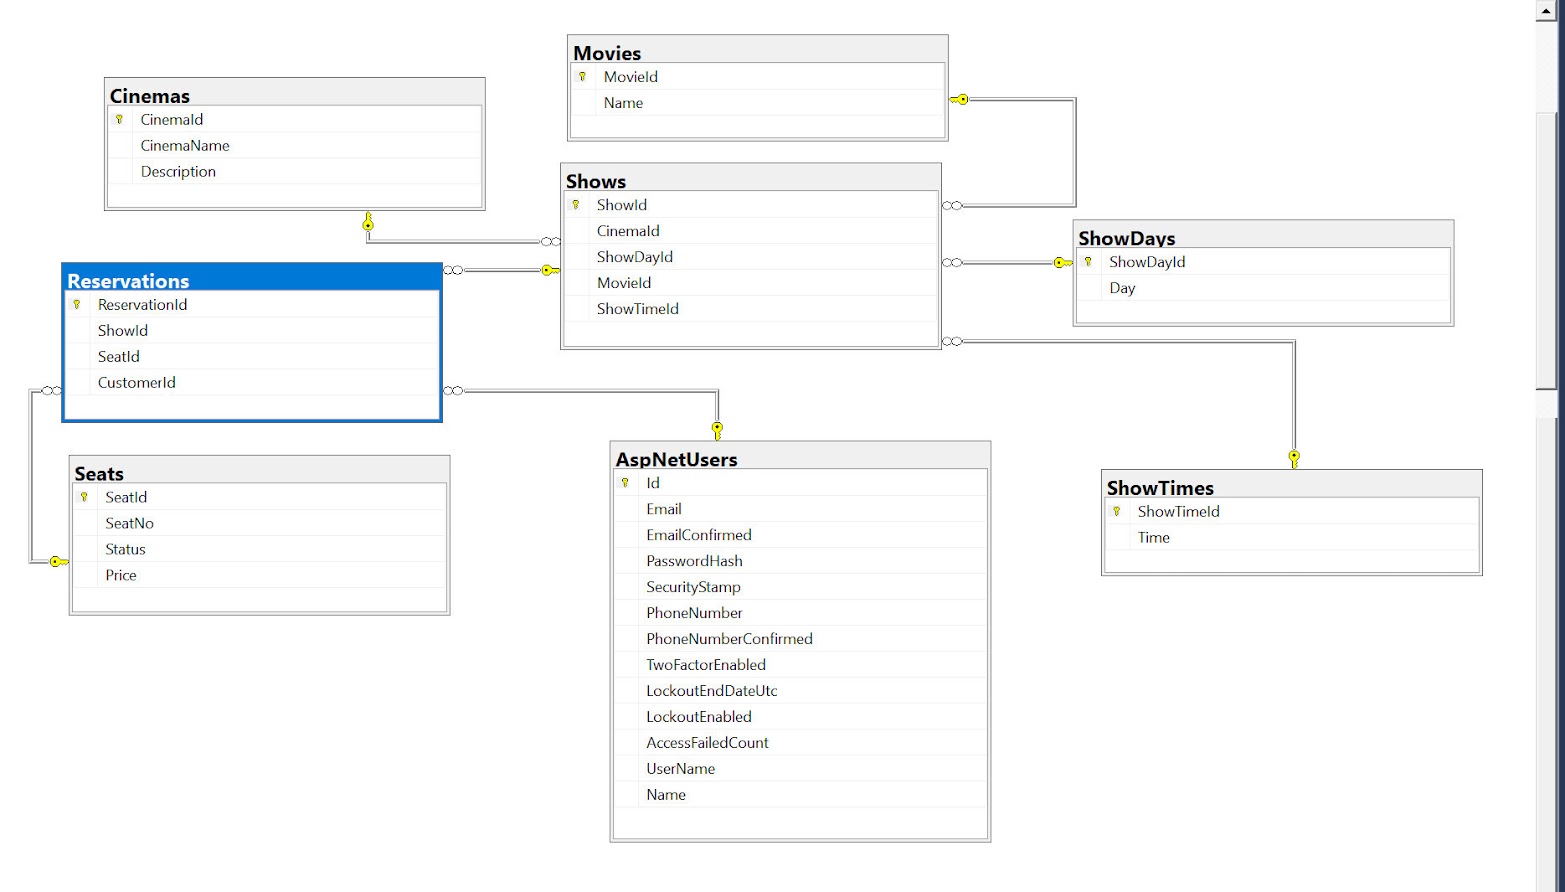 Movies
MovieId
Name
Cinemas
CinemaId
CinemaName
Description
Shows
ShowId
CinemaId
ShowDayId
MovieId
ShowTimeId
ShowDays
ShowDayId
Day
Reservations
ReservationId
ShowId
SeatId
CustomerId
Seats
SeatId
SeatNo
Status
Price
AspNetUsers
Id
Email
EmailConfirmed
PasswordHash
SecurityStamp
PhoneNumber
PhoneNumberConfirmed
TwoFactorEnabled
LockoutEndDateUtc
LockoutEnabled
AccessFailedCount
UserName
Name
ShowTimes
ShowTimeId
Time